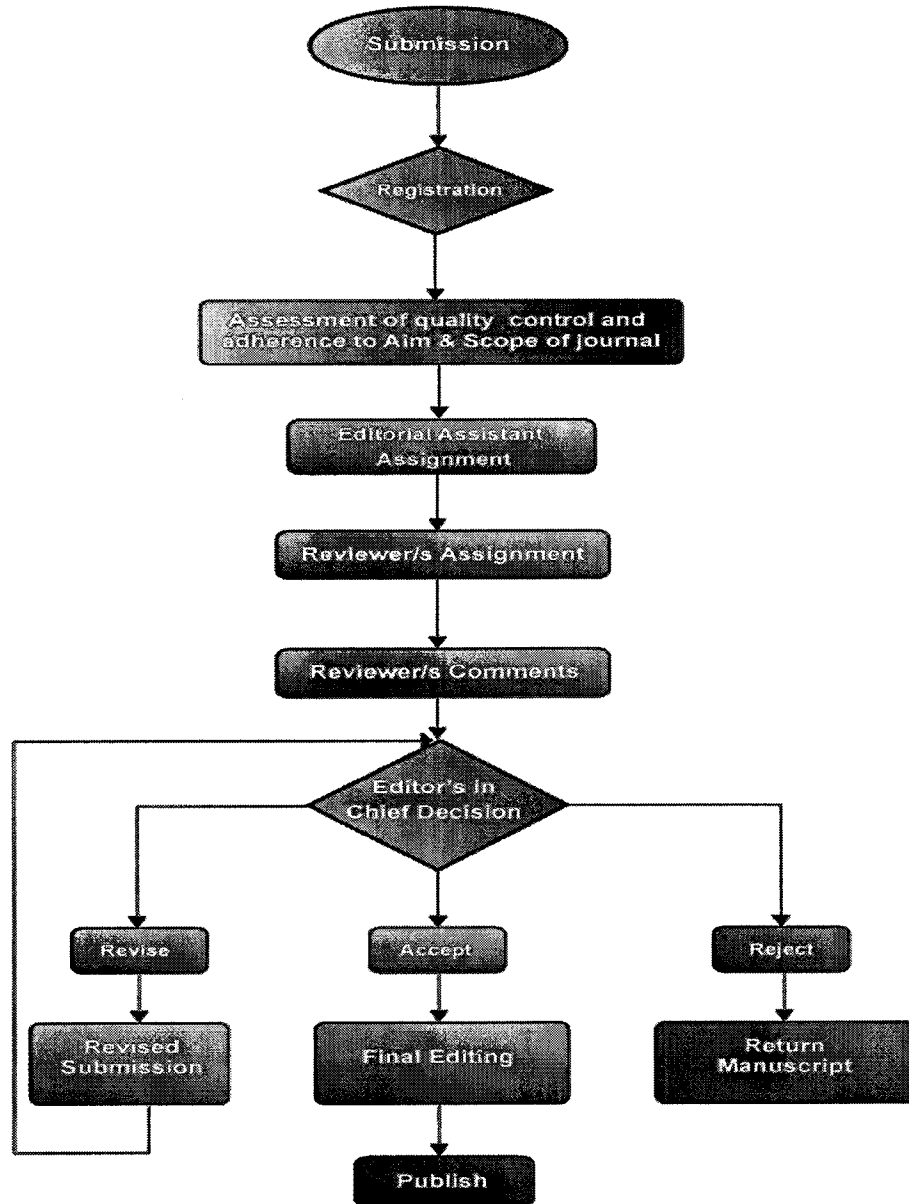 Submission
Registration
Assessment of quality control and
adherence to Aim & Scope of journal
Editorial Assistant
Assignment
Reviewer/s Assignment
Reviewer/s Comments
Editor's in
Chief Decision
Revise
Accept
Reject
Revised
Submission
Final Editing
Return
Manuscript
Publish